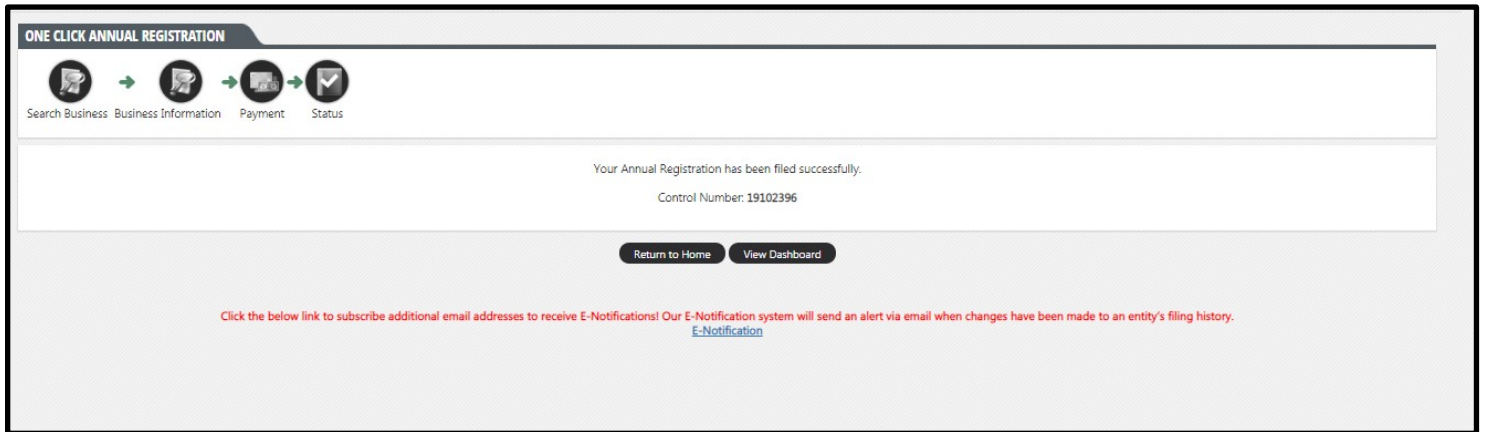 ONE CLICK ANNUAL REGISTRATION
Search Business Business Information Payment Status
Your Annual Registration has been filed successfully.
Control Number: 19102396
Return to Home View Dashboard
Click the below link to subscribe additional email addresses to receive E-Notifications! Our E-Notification system will send an alert via email when changes have been made to an entity's filing history.
E-Notification